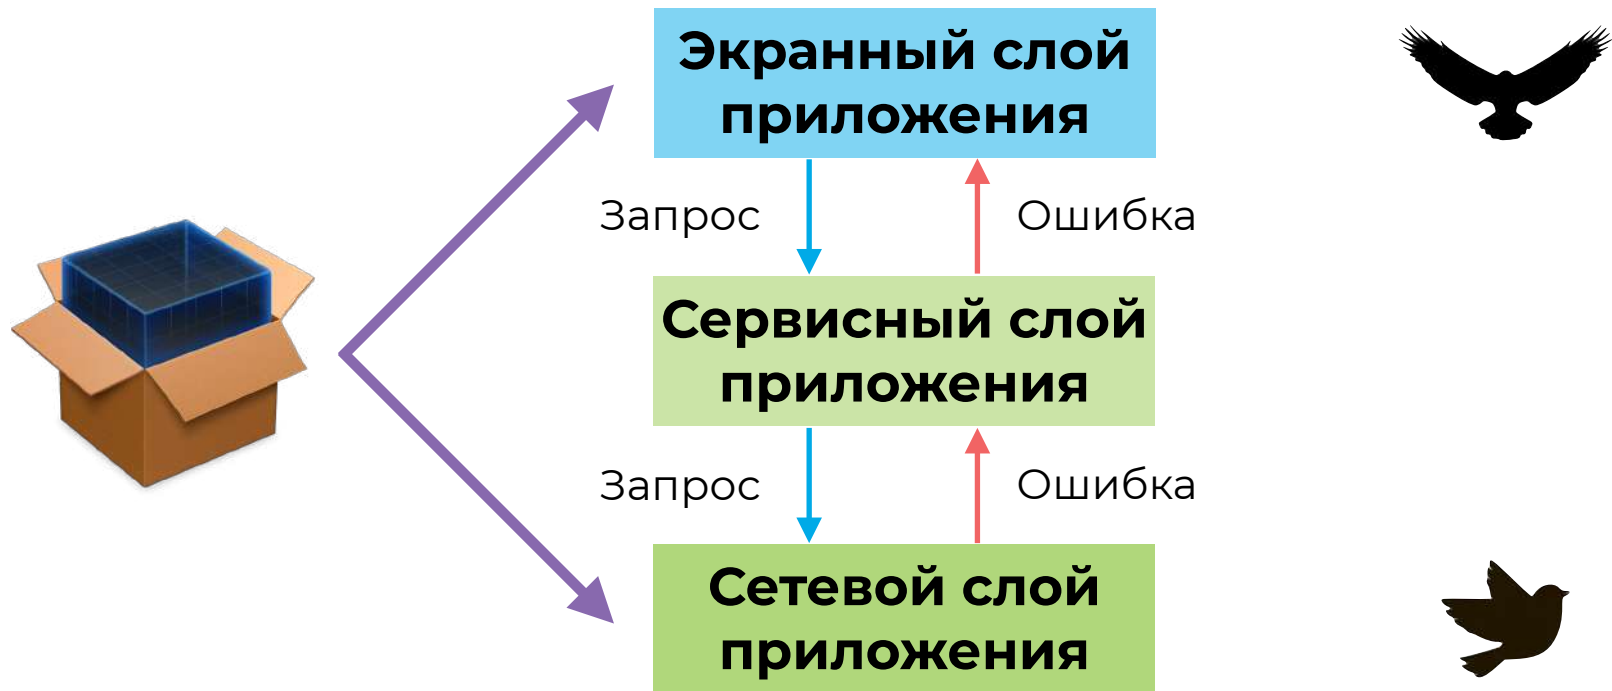 Экранный слой
приложения
Запрос
Ошибка
Сервисный слой
приложения
Запрос
Ошибка
Сетевой слой
приложения